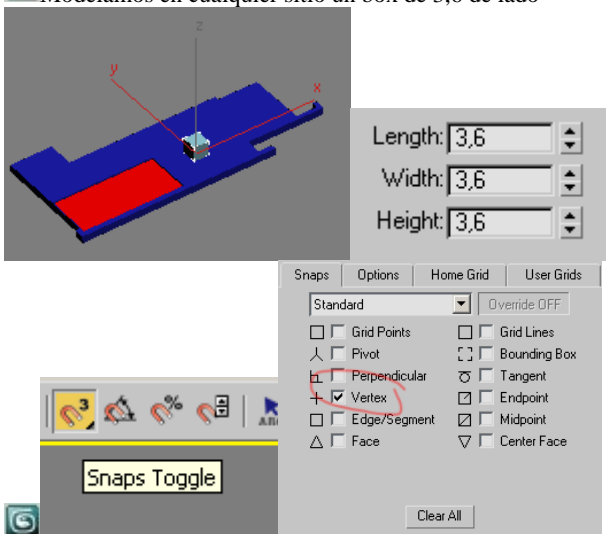 Modelamos en cualquier sitio un box de 3,6 de lado
z
y
x
Length: 3,6
Width: 3,6
Height: 3,6
Snaps Options Home Grid User Grids
Standard Override OFF
Grid Points Grid Lines
Pivot Bounding Box
Perpendicular Tangent
Vertex Endpoint
Edge/Segment Midpoint
Face Center Face
Clear All
3 %
Snaps Toggle